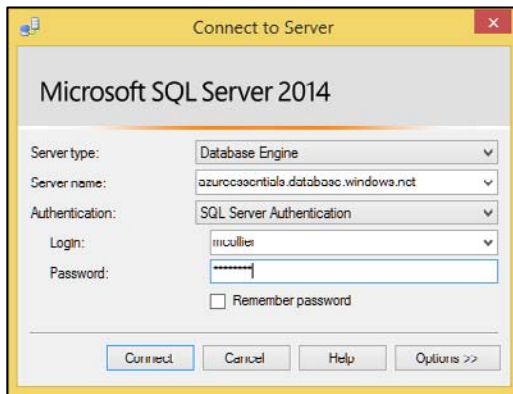 Connect to Server
x
Microsoft SQL Server 2014
Server type: Database Engine
Server name: azureessentials.database.windows.net
Authentication: SQL Server Authentication
Login: mcollier
Password: ********
Remember password
Connect Cancel Help Options >>